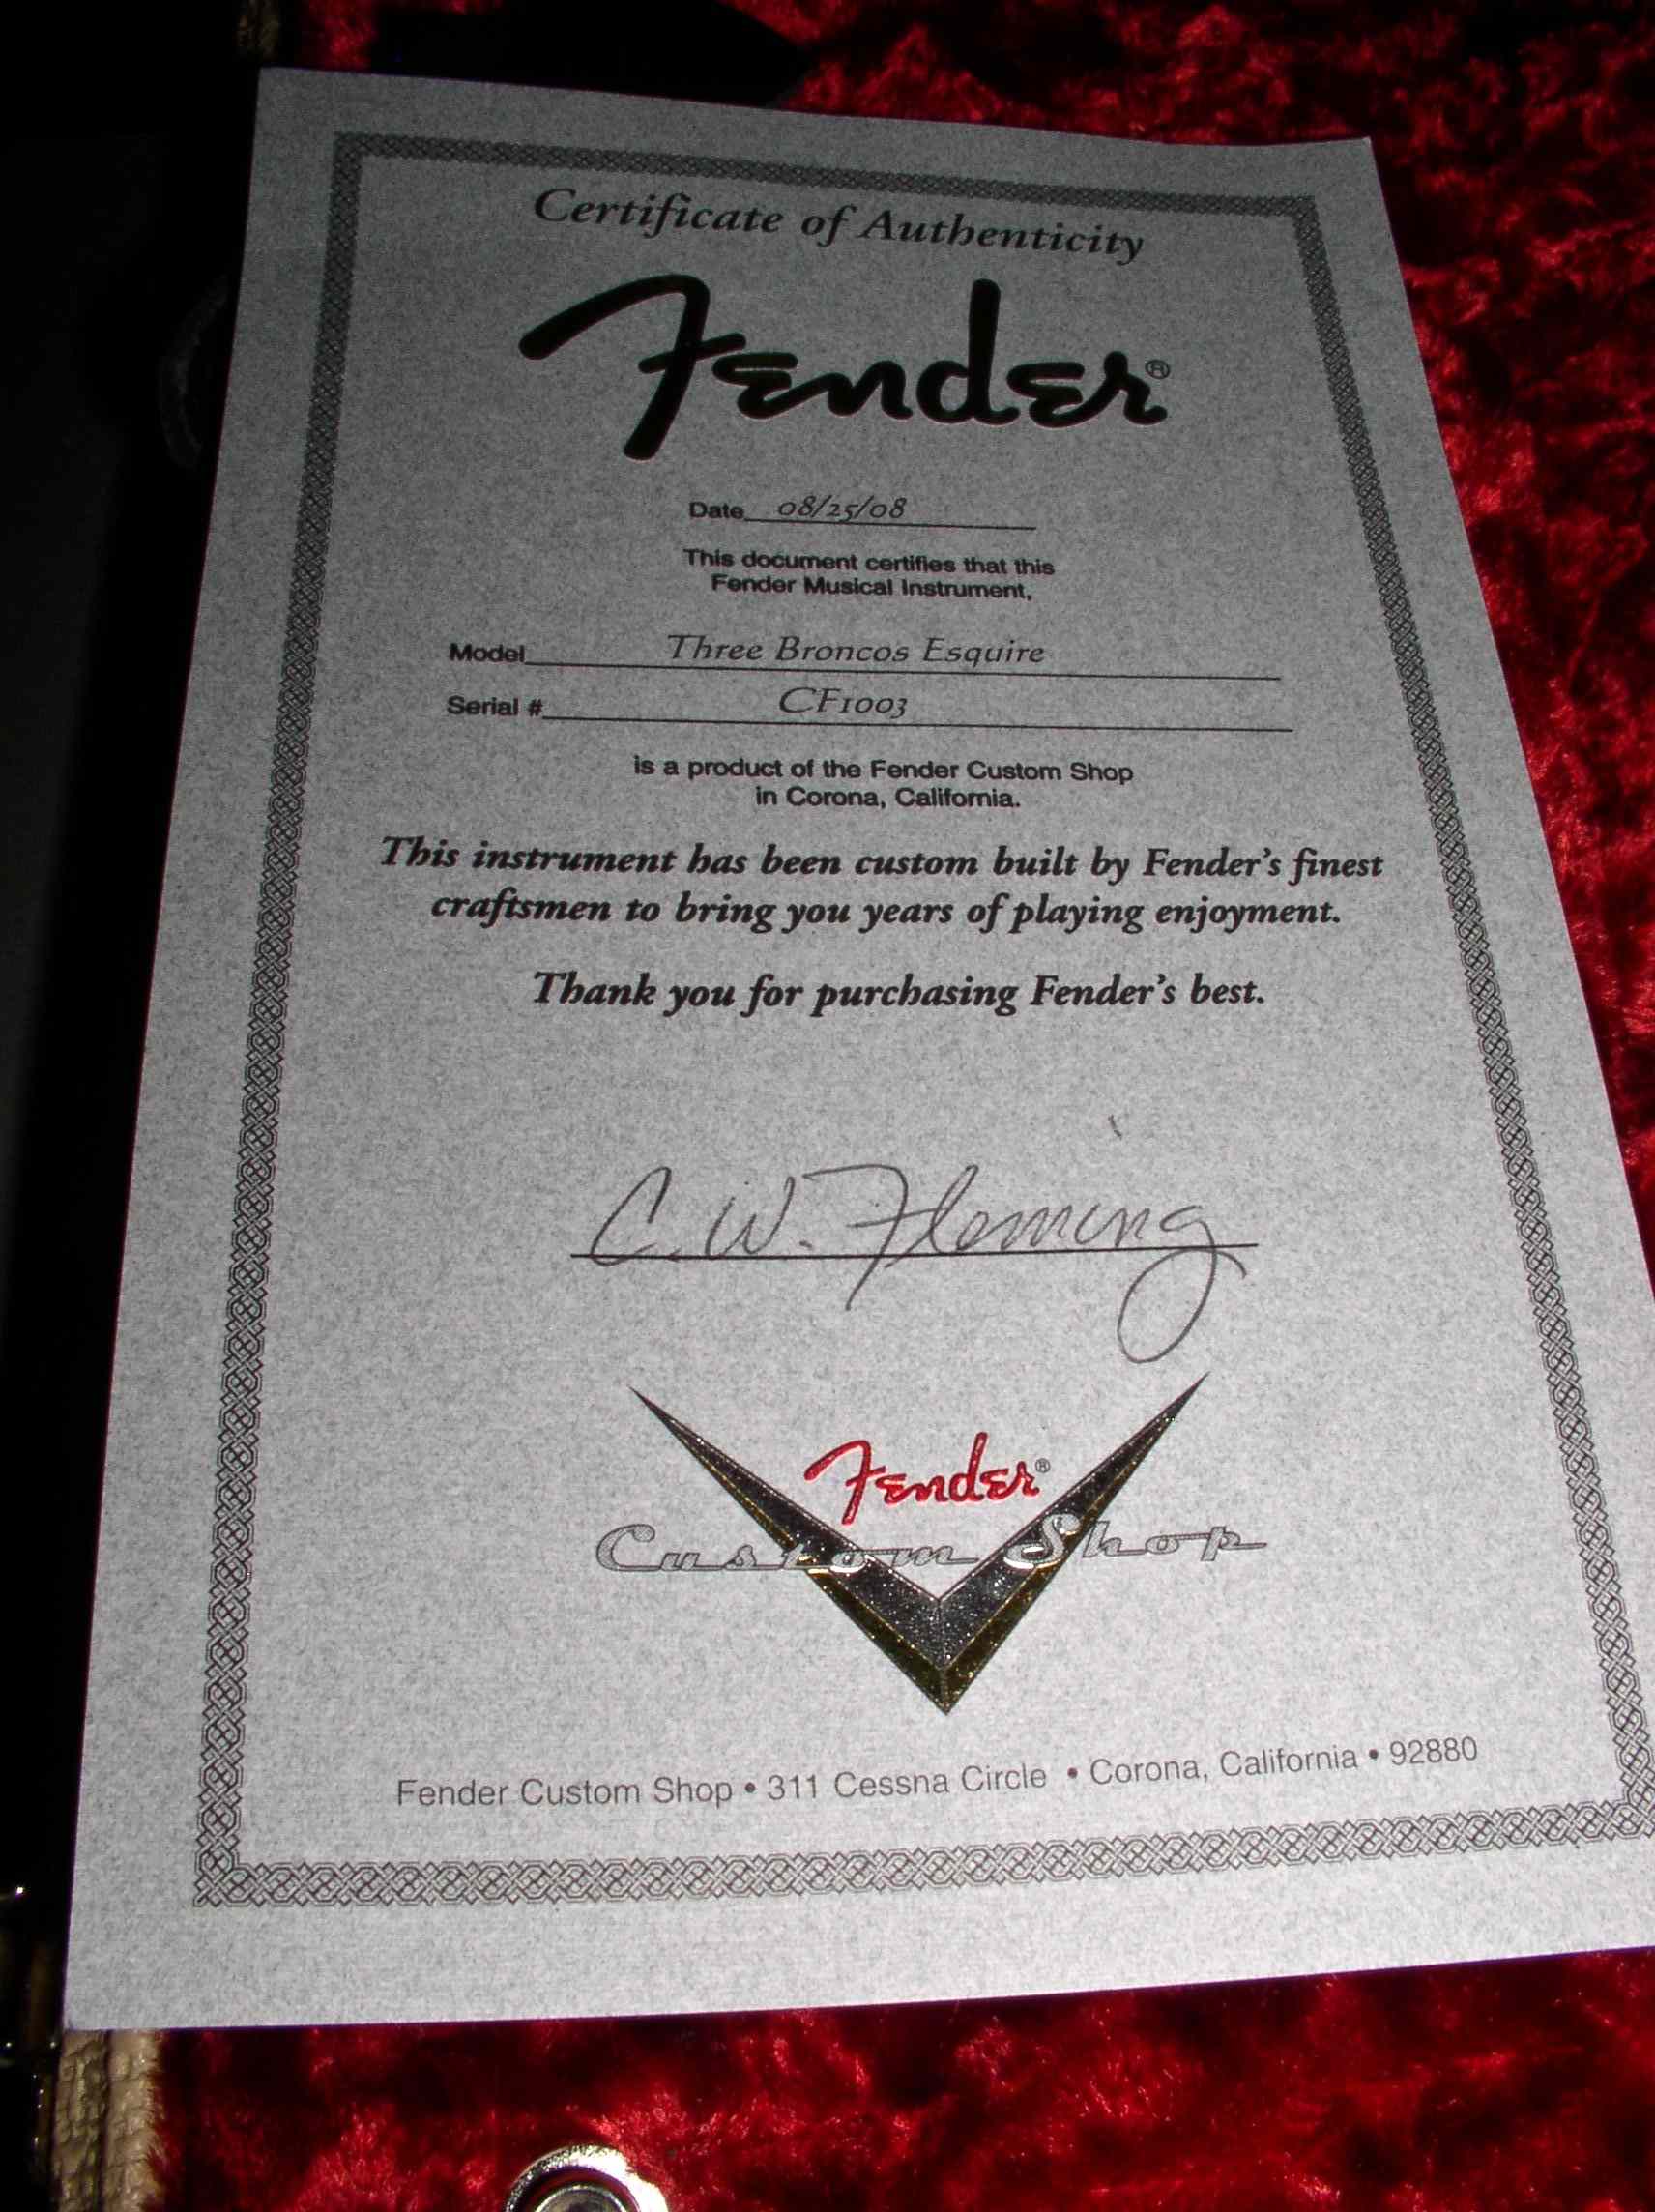 Certificate of Authenticity
Fender®
Date 08/25/08
This document certifies that this
Fender Musical Instrument,
Model Three Broncos Esquire
Serial # CF1003
is a product of the Fender Custom Shop
in Corona, California.
This instrument has been custom built by Fender's finest
craftsmen to bring you years of playing enjoyment.
Thank you for purchasing Fender's best.
C. W. Fleming
Fender®
Custom Shop
Fender Custom Shop • 311 Cessna Circle • Corona, California • 92880